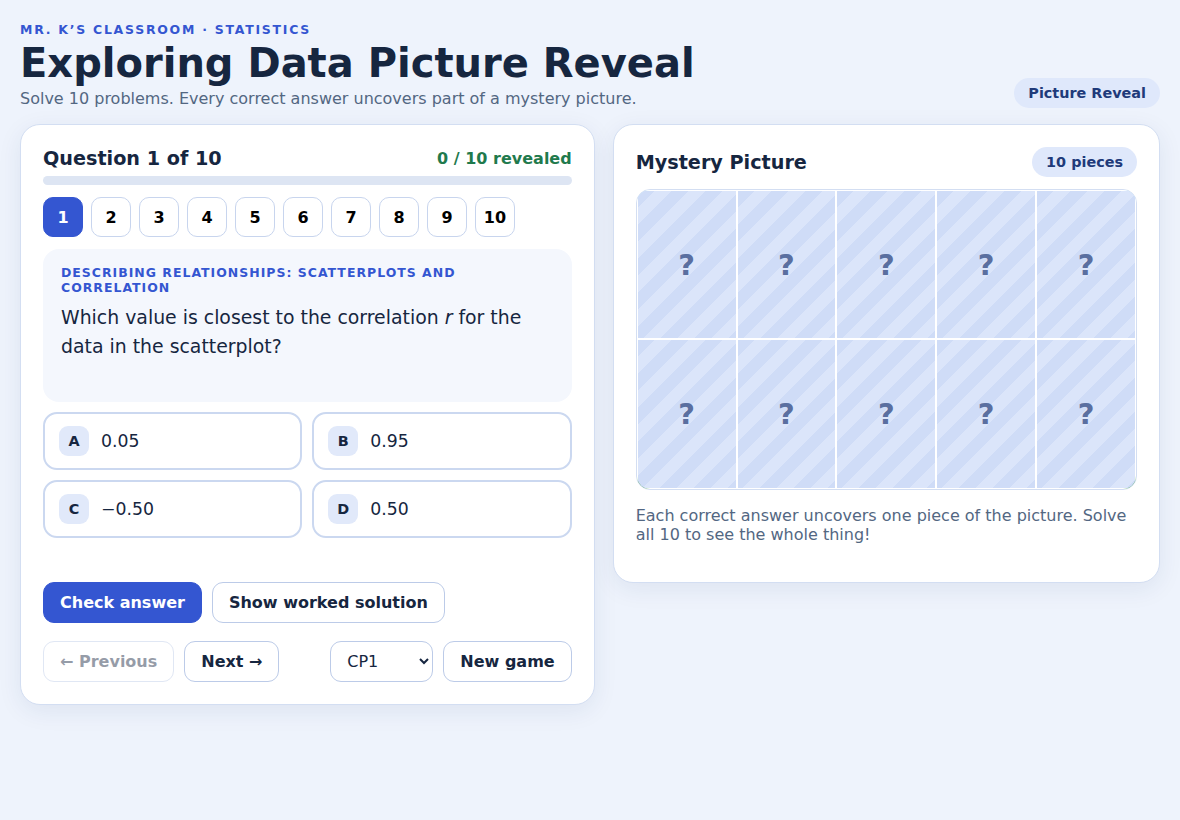 MR. K’S CLASSROOM · STATISTICS
Exploring Data Picture Reveal
Solve 10 problems. Every correct answer uncovers part of a mystery picture.
Picture Reveal
Question 1 of 10
0 / 10 revealed
1 2 3 4 5 6 7 8 9 10
DESCRIBING RELATIONSHIPS: SCATTERPLOTS AND
CORRELATION
Which value is closest to the correlation r for the
data in the scatterplot?
A 0.05
B 0.95
C −0.50
D 0.50
Check answer
Show worked solution
← Previous
Next →
CP1
New game
Mystery Picture
10 pieces
? ? ? ? ?
? ? ? ? ?
Each correct answer uncovers one piece of the picture. Solve
all 10 to see the whole thing!